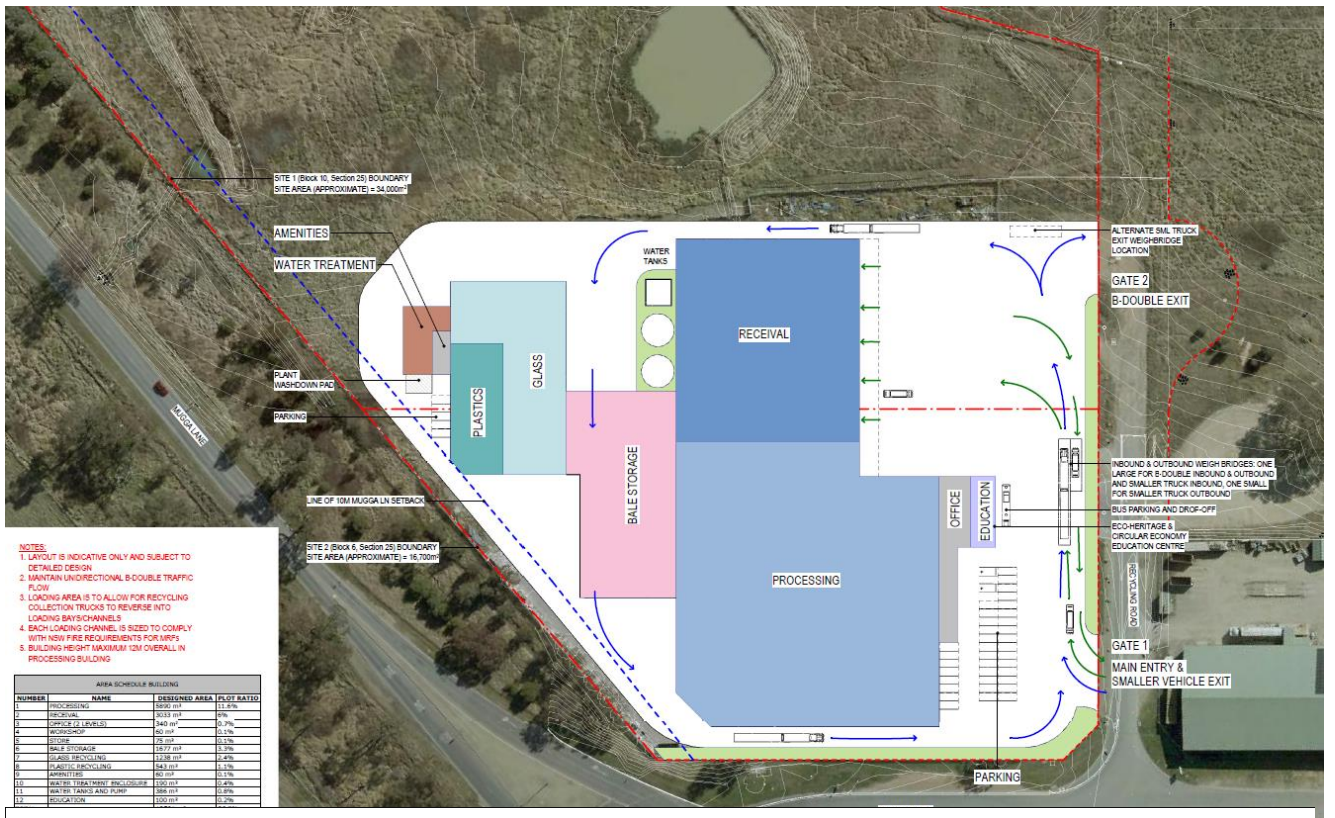 SITE 1 (Block 10, Section 25) BOUNDARY
SITE AREA (APPROXIMATE) = 34,000m²
AMENITIES
WATER TREATMENT
WATER
TANKS
ALTERNATE SML TRUCK
EXIT WEIGHBRIDGE
LOCATION
GATE 2
B-DOUBLE EXIT
RECEIVAL
GLASS
PLASTICS
PLANT
WASHDOWN PAD
PARKING
MUGGA LANE
BALE STORAGE
LINE OF 10M MUGGA LN SETBACK
SITE 2 (Block 6, Section 25) BOUNDARY
SITE AREA (APPROXIMATE) = 16,700m²
PROCESSING
OFFICE
EDUCATION
INBOUND & OUTBOUND WEIGH BRIDGES: ONE
LARGE FOR B-DOUBLE INBOUND & OUTBOUND
AND SMALLER TRUCK INBOUND, ONE SMALL
FOR SMALLER TRUCK OUTBOUND
BUS PARKING AND DROP-OFF
ECO-HERITAGE &
CIRCULAR ECONOMY
EDUCATION CENTRE
RECYCLING ROAD
GATE 1
MAIN ENTRY &
SMALLER VEHICLE EXIT
PARKING
NOTES:
1. LAYOUT IS INDICATIVE ONLY AND SUBJECT TO
DETAILED DESIGN
2. MAINTAIN UNIDIRECTIONAL B-DOUBLE TRAFFIC
FLOW
3. LOADING AREA IS TO ALLOW FOR RECYCLING
COLLECTION TRUCKS TO REVERSE INTO
LOADING BAYS/CHANNELS
4. EACH LOADING CHANNEL IS SIZED TO COMPLY
WITH NSW FIRE REQUIREMENTS FOR MRFs
5. BUILDING HEIGHT MAXIMUM 12M OVERALL IN
PROCESSING BUILDING
AREA SCHEDULE BUILDING
NUMBER NAME DESIGNED AREA PLOT RATIO
1 PROCESSING 5890 m² 11.6%
2 RECEIVAL 3033 m² 6%
3 OFFICE (2 LEVELS) 340 m² 0.7%
4 WORKSHOP 60 m² 0.1%
5 STORE 75 m² 0.1%
6 BALE STORAGE 1677 m² 3.3%
7 GLASS RECYCLING 1238 m² 2.4%
8 PLASTIC RECYCLING 543 m² 1.1%
9 AMENITIES 60 m² 0.1%
10 WATER TREATMENT ENCLOSURE 190 m² 0.4%
11 WATER TANKS AND PUMP 386 m² 0.8%
12 EDUCATION 100 m² 0.2%